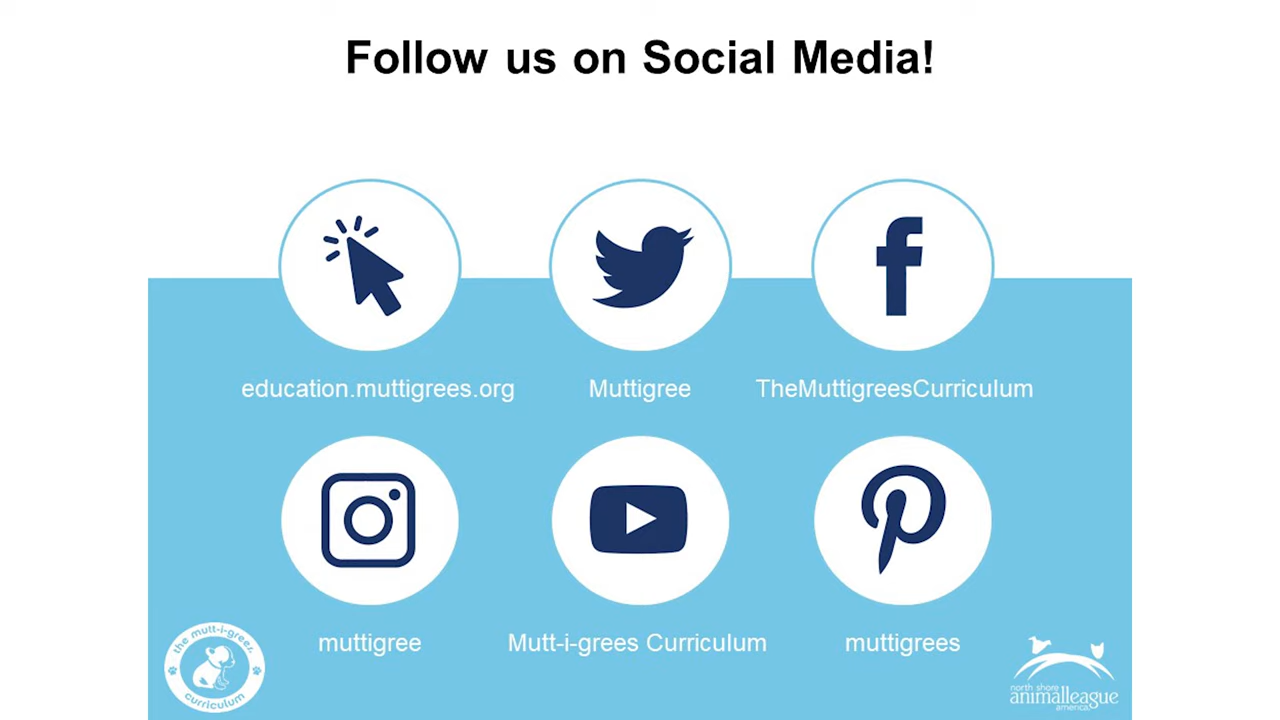 Follow us on Social Media!
education.muttigrees.org
Muttigree
TheMuttigreesCurriculum
muttigree
Mutt-i-grees Curriculum
muttigrees
the mutt-i-grees
curriculum
north shore
animalleague
america